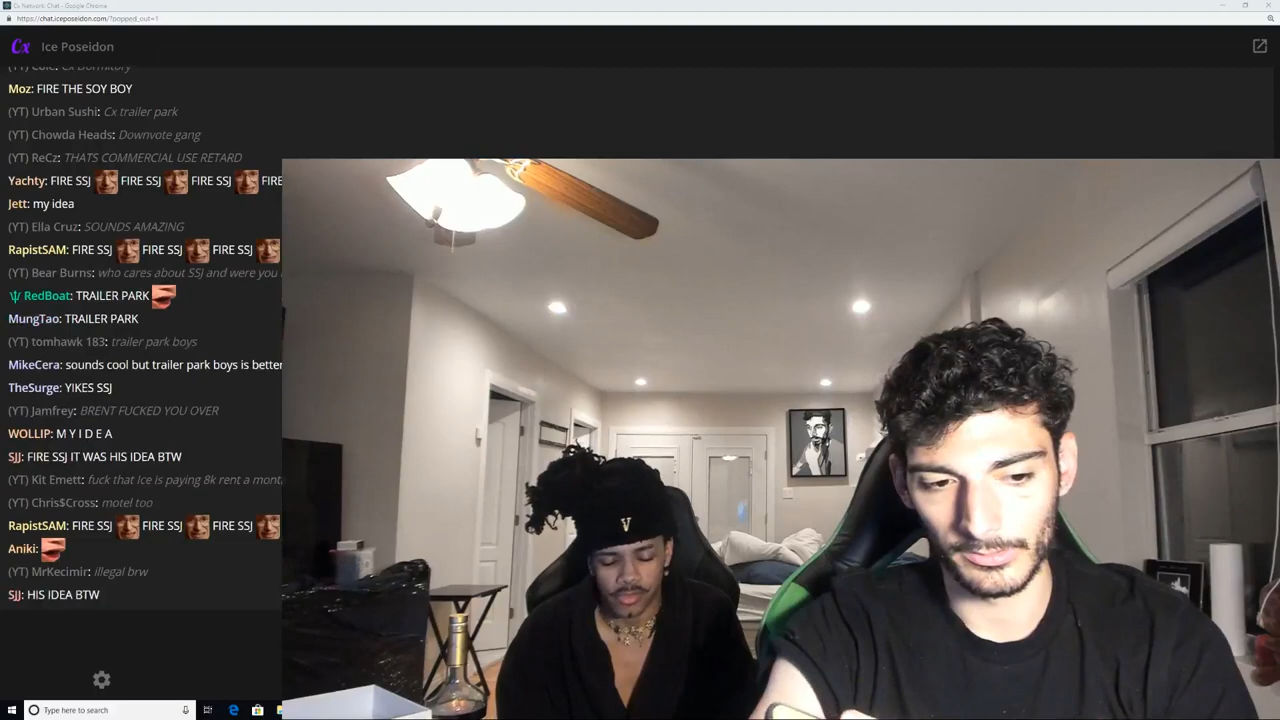 Cx Network: Chat - Google Chrome
https://chat.iceposeidon.com/?popped_out=1
Cx Ice Poseidon
(YT) Cole: Cx Dormitory
Moz: FIRE THE SOY BOY
(YT) Urban Sushi: Cx trailer park
(YT) Chowda Heads: Downvote gang
(YT) ReCz: THATS COMMERCIAL USE RETARD
Yachty: FIRE SSJ FIRE SSJ FIRE SSJ FIRE
Jett: my idea
(YT) Ella Cruz: SOUNDS AMAZING
RapistSAM: FIRE SSJ FIRE SSJ FIRE SSJ
(YT) Bear Burns: who cares about SSJ and were you
RedBoat: TRAILER PARK
MungTao: TRAILER PARK
(YT) tomhawk 183: trailer park boys
MikeCera: sounds cool but trailer park boys is better
TheSurge: YIKES SSJ
(YT) Jamfrey: BRENT FUCKED YOU OVER
WOLLIP: M Y I D E A
SJJ: FIRE SSJ IT WAS HIS IDEA BTW
(YT) Kit Emett: fuck that Ice is paying 8k rent a mont
(YT) Chris$Cross: motel too
RapistSAM: FIRE SSJ FIRE SSJ FIRE SSJ
Aniki:
(YT) MrKecimir: illegal brw
SJJ: HIS IDEA BTW
V
Type here to search